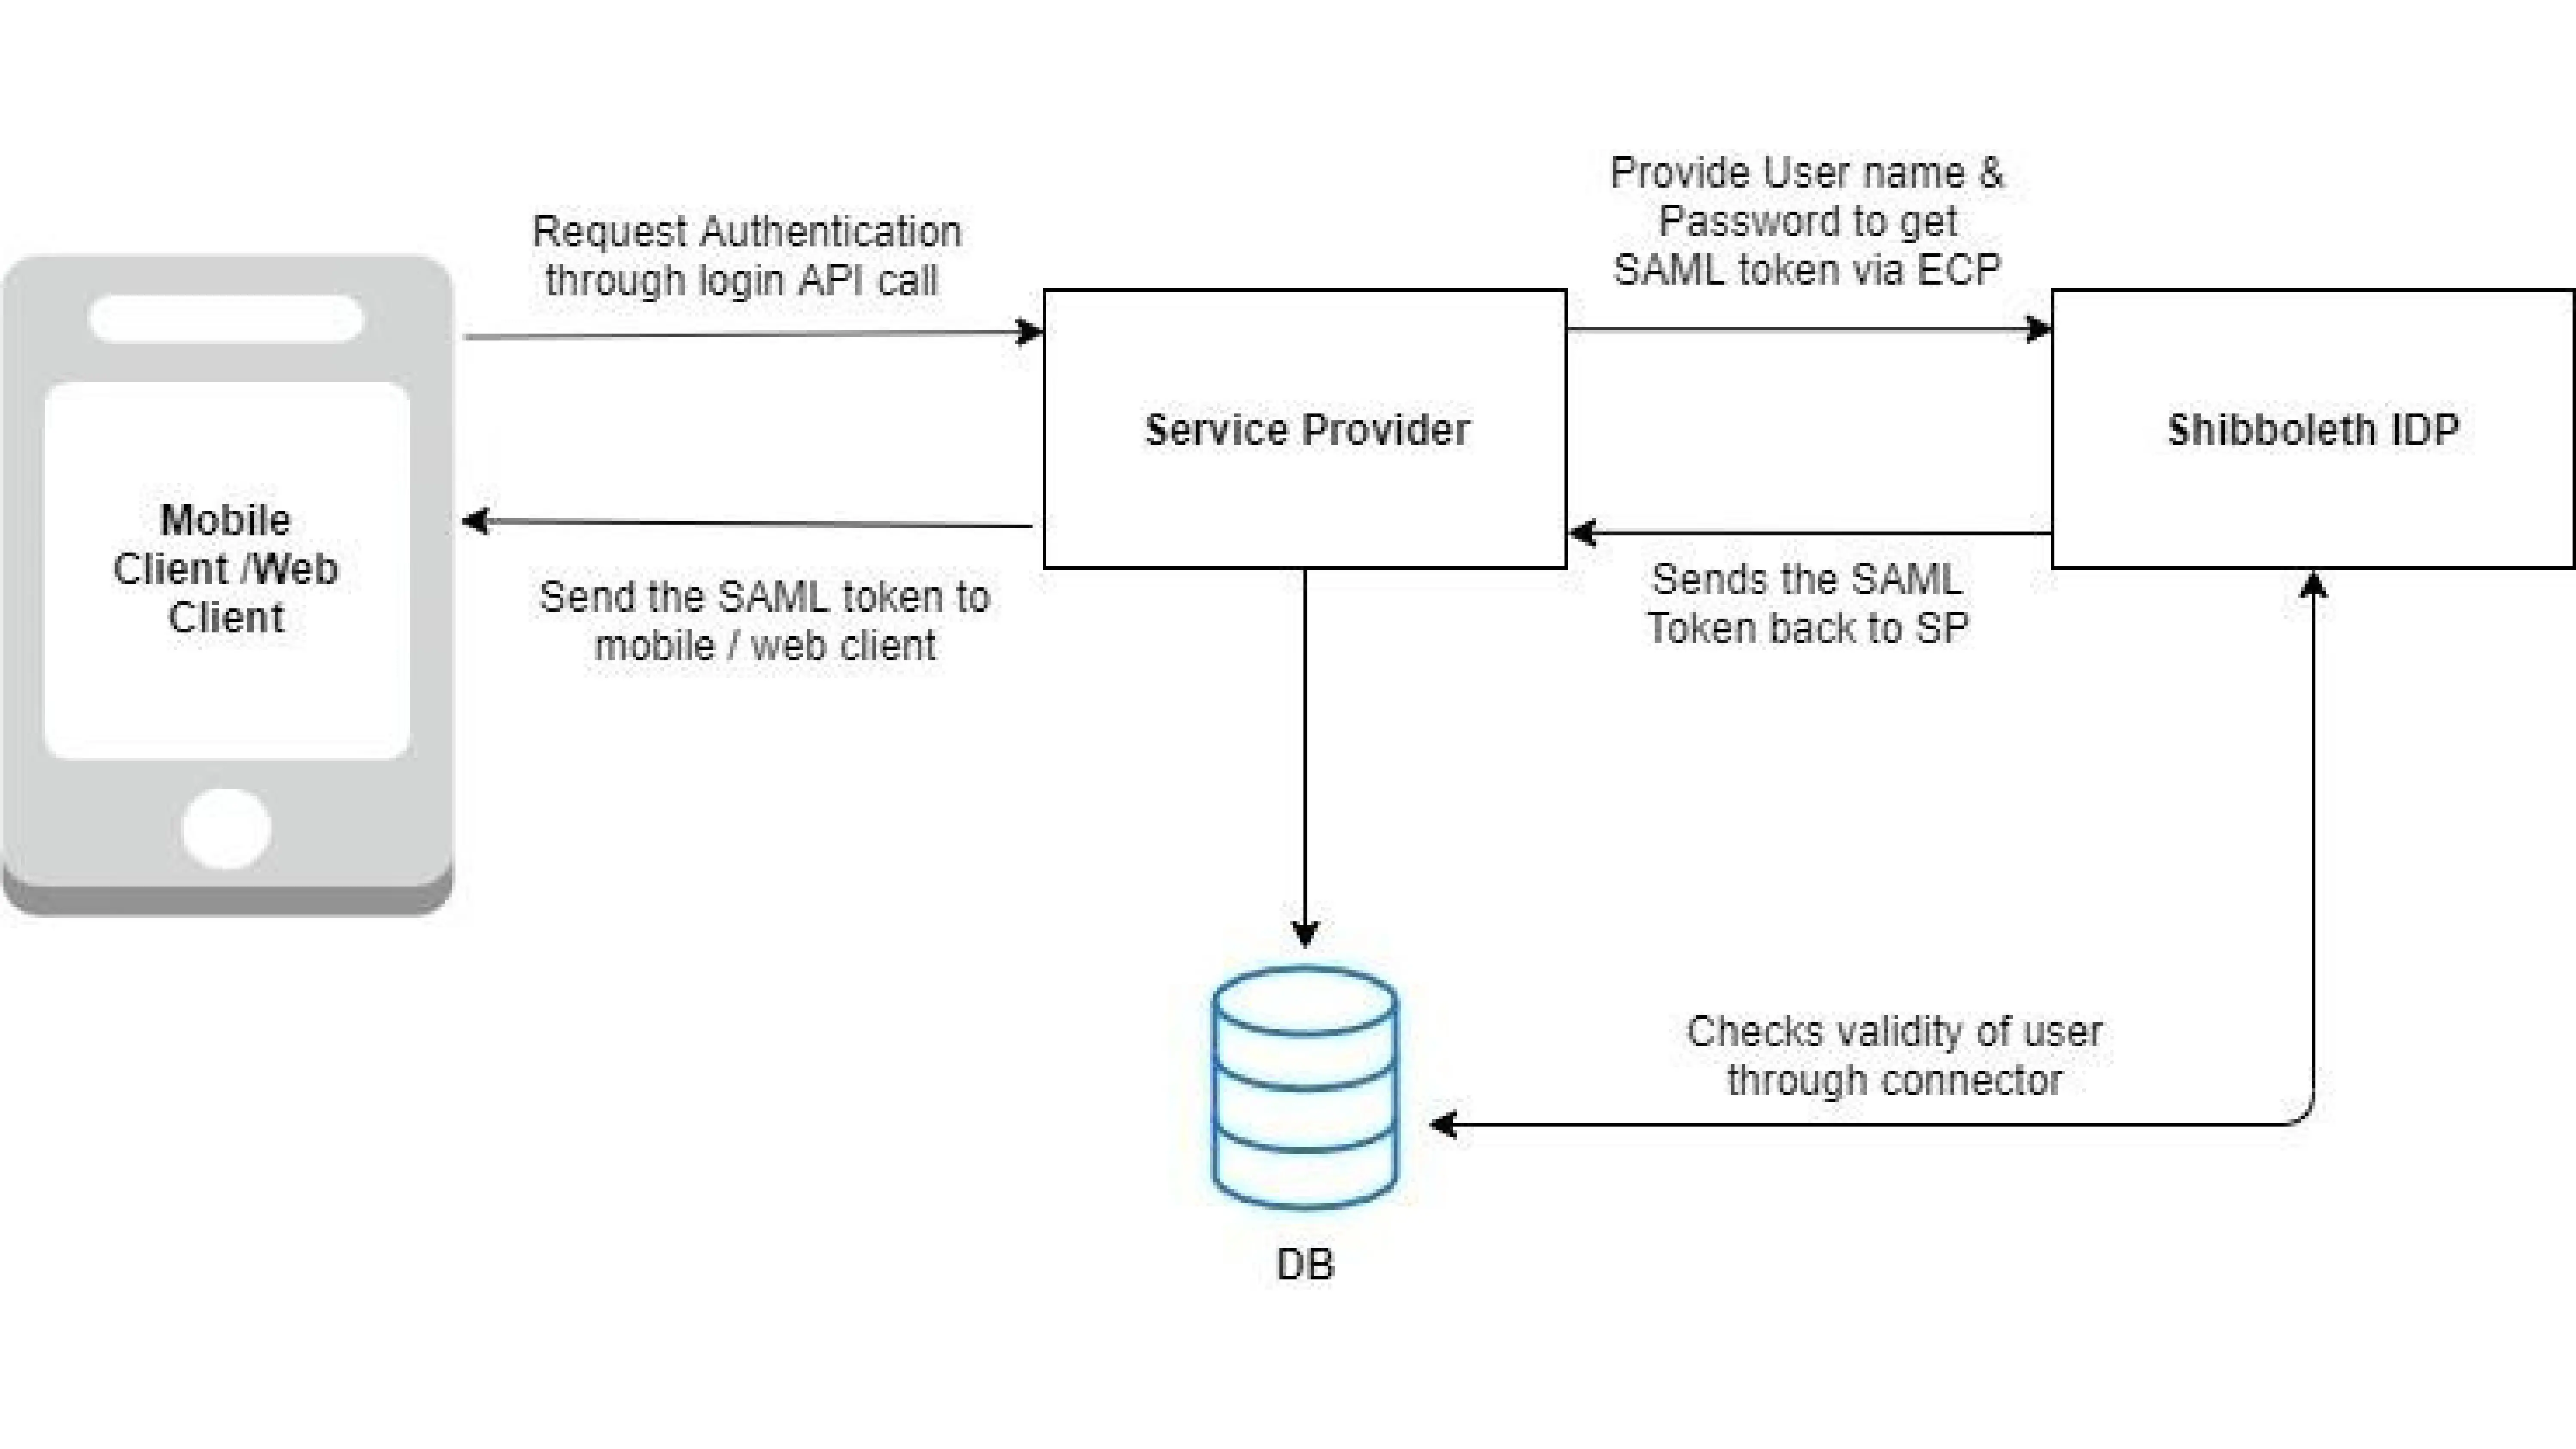 Provide User name &
Password to get
SAML token via ECP
Request Authentication
through login API call
Service Provider
Shibboleth IDP
Mobile
Client /Web
Client
Send the SAML token to
mobile / web client
Sends the SAML
Token back to SP
Checks validity of user
through connector
DB